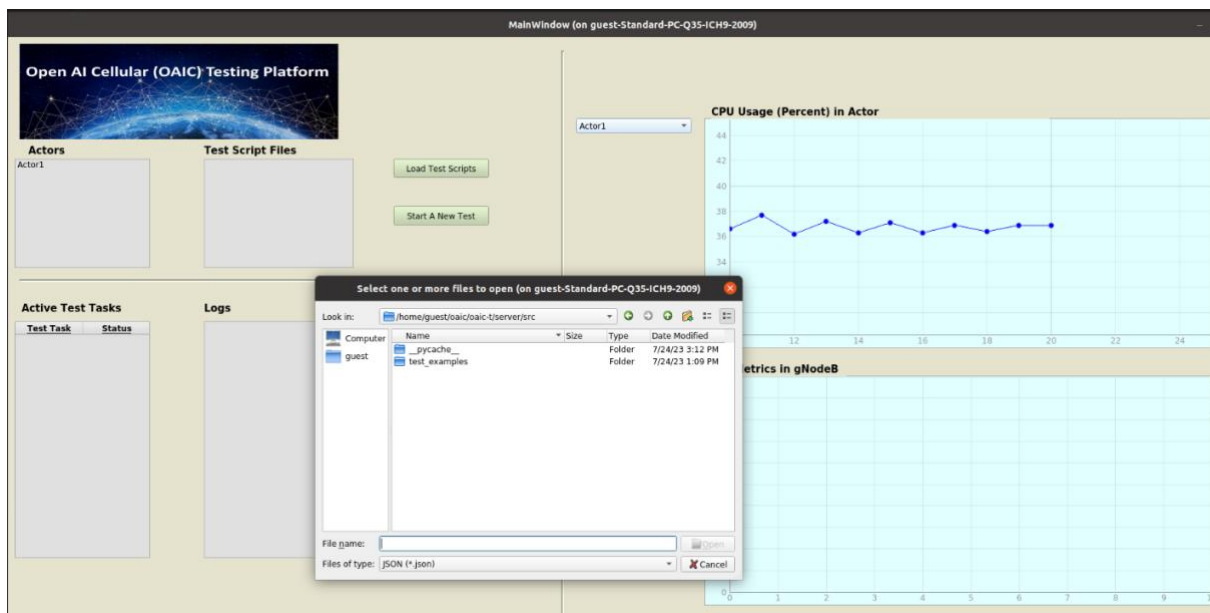 MainWindow (on guest-Standard-PC-Q35-ICH9-2009)
Open AI Cellular (OAIC) Testing Platform
Actors
Test Script Files
Actor1
Load Test Scripts
Start A New Test
Actor1
CPU Usage (Percent) in Actor
44
42
40
38
36
34
12 14 16 18 20 22 24
Active Test Tasks
Logs
Test Task Status
Select one or more files to open (on guest-Standard-PC-Q35-ICH9-2009)
Look in: /home/guest/oaic/oaic-t/server/src
Computer
guest
Name Size Type Date Modified
__pycache__ Folder 7/24/23 3:12 PM
test_examples Folder 7/24/23 1:09 PM
File name:
Open
Files of type: JSON (*.json)
Cancel
etrics in gNodeB
0
0 1 2 3 4 5 6 7 8 9